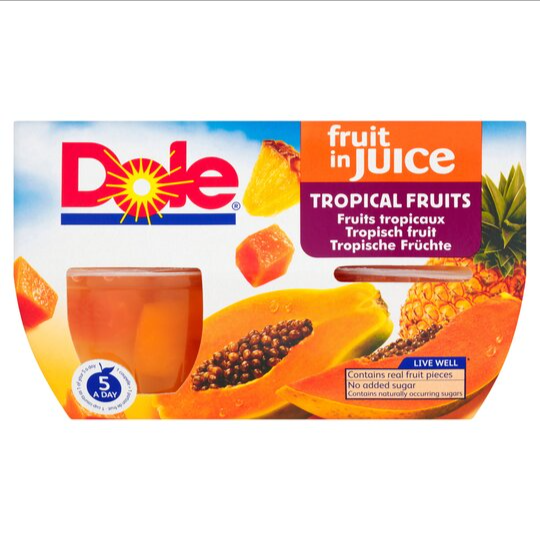 Dole®
fruit
in JUICE
TROPICAL FRUITS
Fruits tropicaux
Tropisch fruit
Tropische Früchte
LIVE WELL
Contains real fruit pieces
No added sugar
Contains naturally occurring sugars
5
A DAY